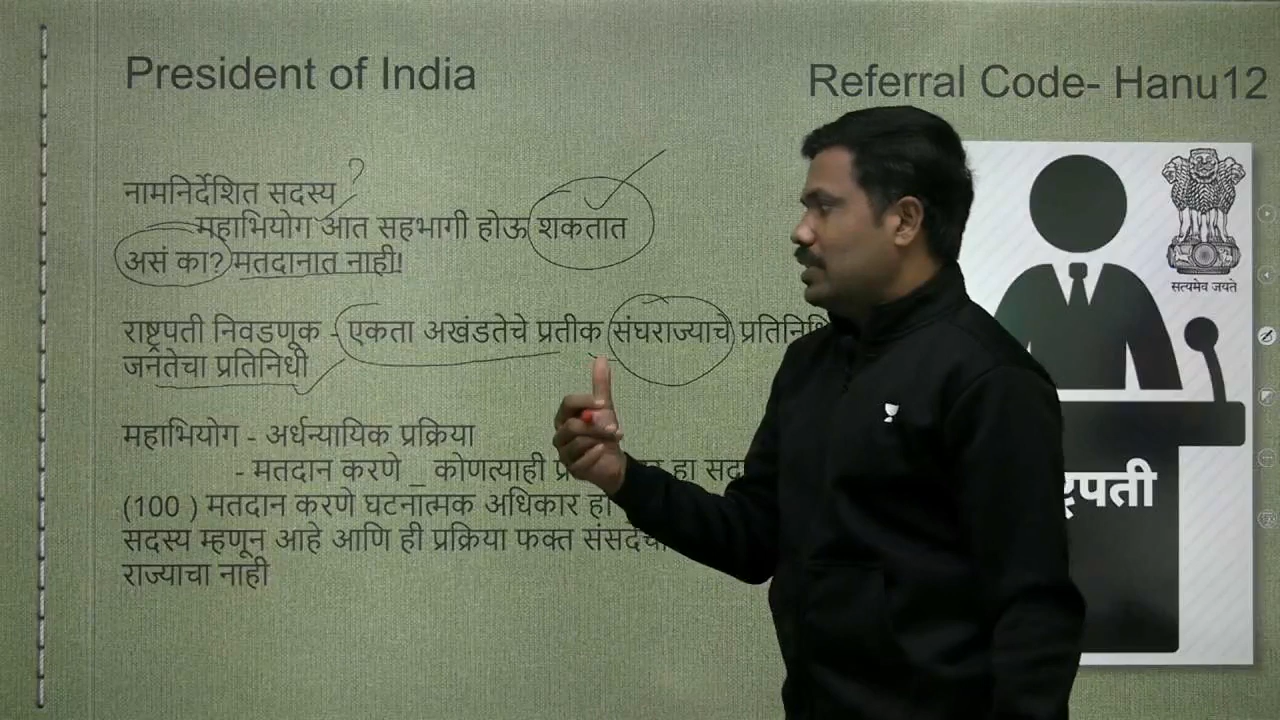 President of India
Referral Code- Hanu12
नामनिर्देशित सदस्य ?
महाभियोग आत सहभागी होऊ शकतात
असं का? मतदानात नाही!
राष्ट्रपती निवडणूक - एकता अखंडतेचे प्रतीक संघराज्याचे प्रतिनिधि
जनतेचा प्रतिनिधी
महाभियोग - अर्धन्यायिक प्रक्रिया
- मतदान करणे _ कोणत्याही हा
(100 ) मतदान करणे घटनात्मक अधिकार
सदस्य म्हणून आहे आणि ही प्रक्रिया फक्त
राज्याचा नाही
सत्यमेव जयते